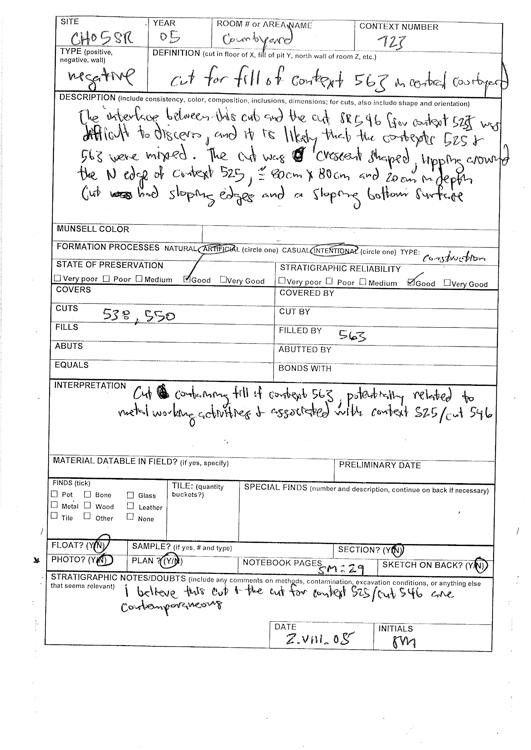 SITE YEAR ROOM # or AREA NAME CONTEXT NUMBER
CH05SR 05 Courtyard 723
TYPE (positive, negative, wall) DEFINITION (cut in floor of X, fill of pit Y, north wall of room Z, etc.)
negative cut for fill of context 563 in central courtyard
DESCRIPTION (include consistency, color, composition, inclusions, dimensions; for cuts, also include shape and orientation)
The interface between this cut and the cut 546 (for context 525) was
difficult to discern, and it is likely that the contexts 525 &
563 were mixed. The cut was crescent shaped, around
the N edge of context 525, 80cm and 20cm in depth
Cut had sloping edges and a sloping bottom surface
MUNSELL COLOR
FORMATION PROCESSES NATURAL ARTIFICIAL (circle one) CASUAL INTENTIONAL (circle one) TYPE: construction
STATE OF PRESERVATION STRATIGRAPHIC RELIABILITY
Very poor Poor Medium Good Very Good Very poor Poor Medium Good Very Good
COVERS COVERED BY
CUTS 538, 550 CUT BY
FILLS FILLED BY 563
ABUTS ABUTTED BY
EQUALS BONDS WITH
INTERPRETATION Cut containing fill of context 563, potentially related to
metal working activities & associated with context 525/cut 546
MATERIAL DATABLE IN FIELD? (if yes, specify) PRELIMINARY DATE
FINDS (tick) TILE: (quantity buckets?) SPECIAL FINDS (number and description, continue on back if necessary)
Pot Bone Glass
Metal Wood Leather
Tile Other None
FLOAT? (Y/N) SAMPLE? (if yes, # and type) SECTION? (Y/N)
PHOTO? (Y/N) PLAN ? (Y/N) NOTEBOOK PAGES SM:29 SKETCH ON BACK? (Y/N)
STRATIGRAPHIC NOTES/DOUBTS (include any comments on methods, contamination, excavation conditions, or anything else
that seems relevant) I believe this cut & the cut for context 525/cut 546 are
contemporaneous
DATE INITIALS
2.VIII.05 SM